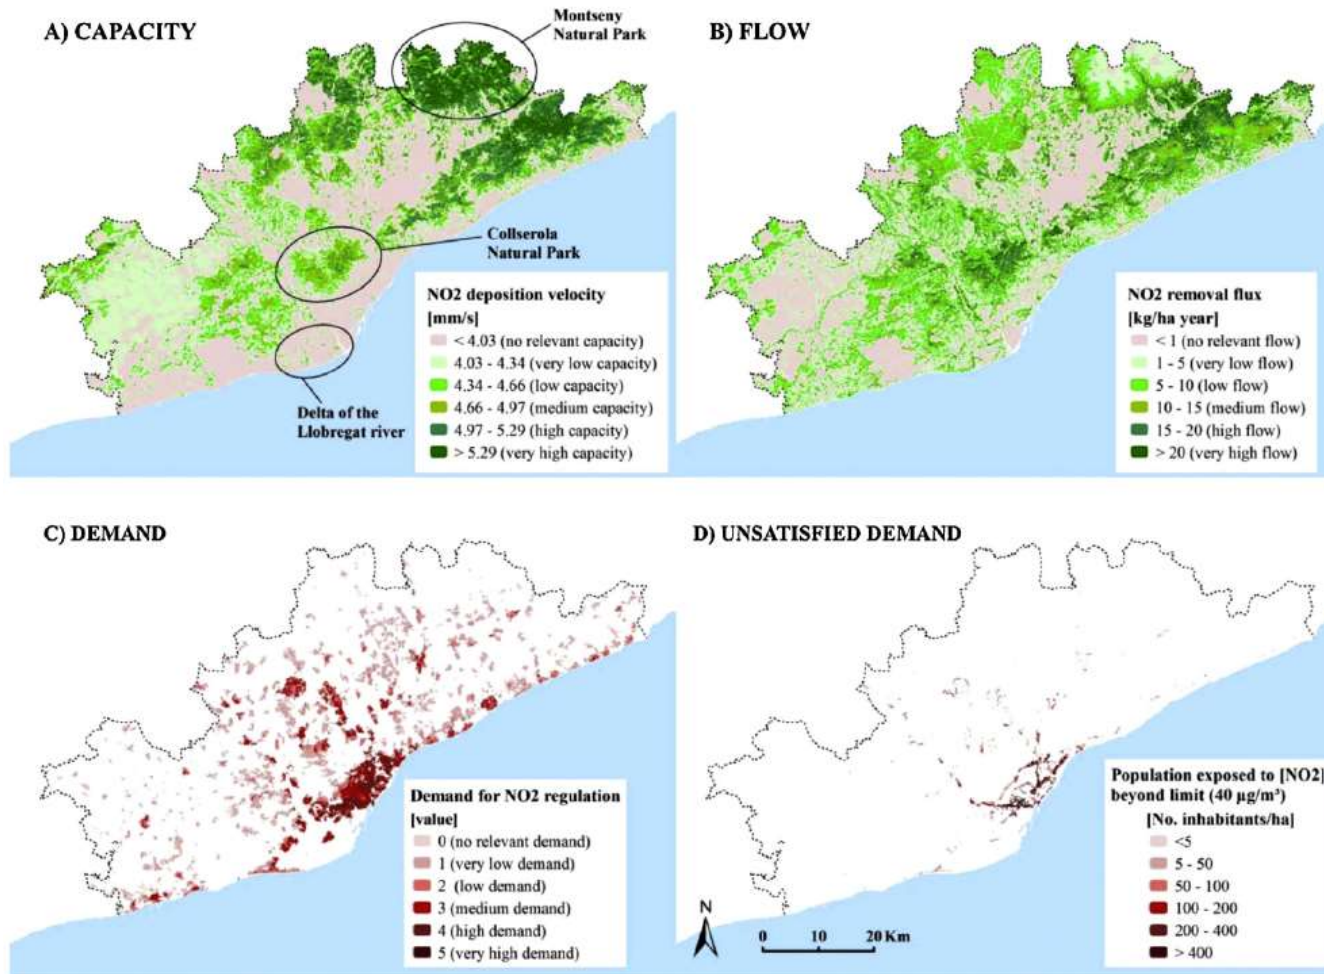 A) CAPACITY
Montseny
Natural Park
Collserola
Natural Park
Delta of the
Llobregat river
NO2 deposition velocity
[mm/s]
< 4.03 (no relevant capacity)
4.03 - 4.34 (very low capacity)
4.34 - 4.66 (low capacity)
4.66 - 4.97 (medium capacity)
4.97 - 5.29 (high capacity)
> 5.29 (very high capacity)
B) FLOW
NO2 removal flux
[kg/ha year]
< 1 (no relevant flow)
1 - 5 (very low flow)
5 - 10 (low flow)
10 - 15 (medium flow)
15 - 20 (high flow)
> 20 (very high flow)
C) DEMAND
Demand for NO2 regulation
[value]
0 (no relevant demand)
1 (very low demand)
2 (low demand)
3 (medium demand)
4 (high demand)
5 (very high demand)
D) UNSATISFIED DEMAND
Population exposed to [NO2]
beyond limit (40 µg/m³)
[No. inhabitants/ha]
<5
5 - 50
50 - 100
100 - 200
200 - 400
> 400
N
0 10 20 Km